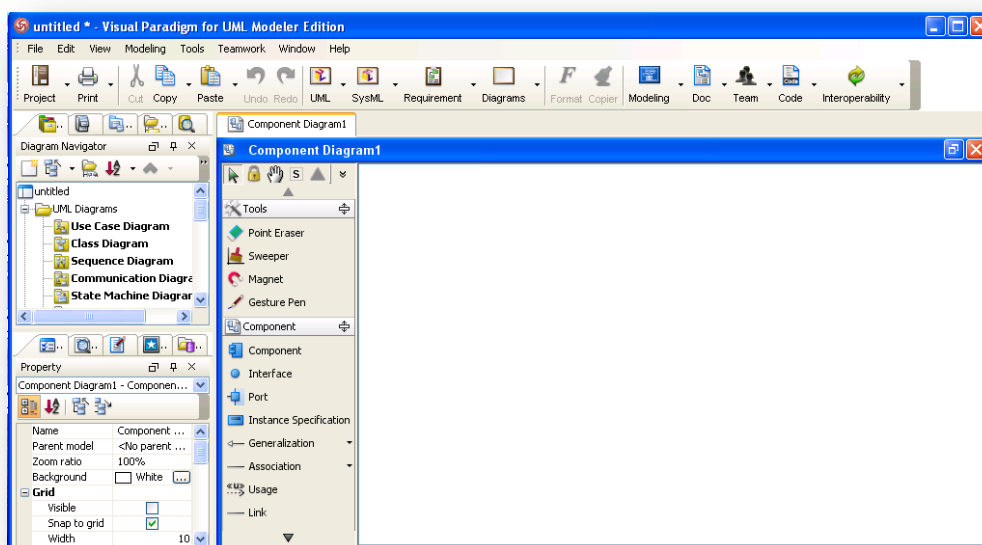 untitled * - Visual Paradigm for UML Modeler Edition
File Edit View Modeling Tools Teamwork Window Help
Project Print Cut Copy Paste Undo Redo UML SysML Requirement Diagrams Format Copier Modeling Doc Team Code Interoperability
Component Diagram1
Diagram Navigator
Component Diagram1
untitled
UML Diagrams
Use Case Diagram
Class Diagram
Sequence Diagram
Communication Diagra
State Machine Diagrar
Tools
Point Eraser
Sweeper
Magnet
Gesture Pen
Component
Component
Interface
Port
Instance Specification
Generalization
Association
Usage
Link
Property
Component Diagram1 - Componen...
Name Component ...
Parent model <No parent ...
Zoom ratio 100%
Background White ...
Grid
Visible
Snap to grid
Width 10